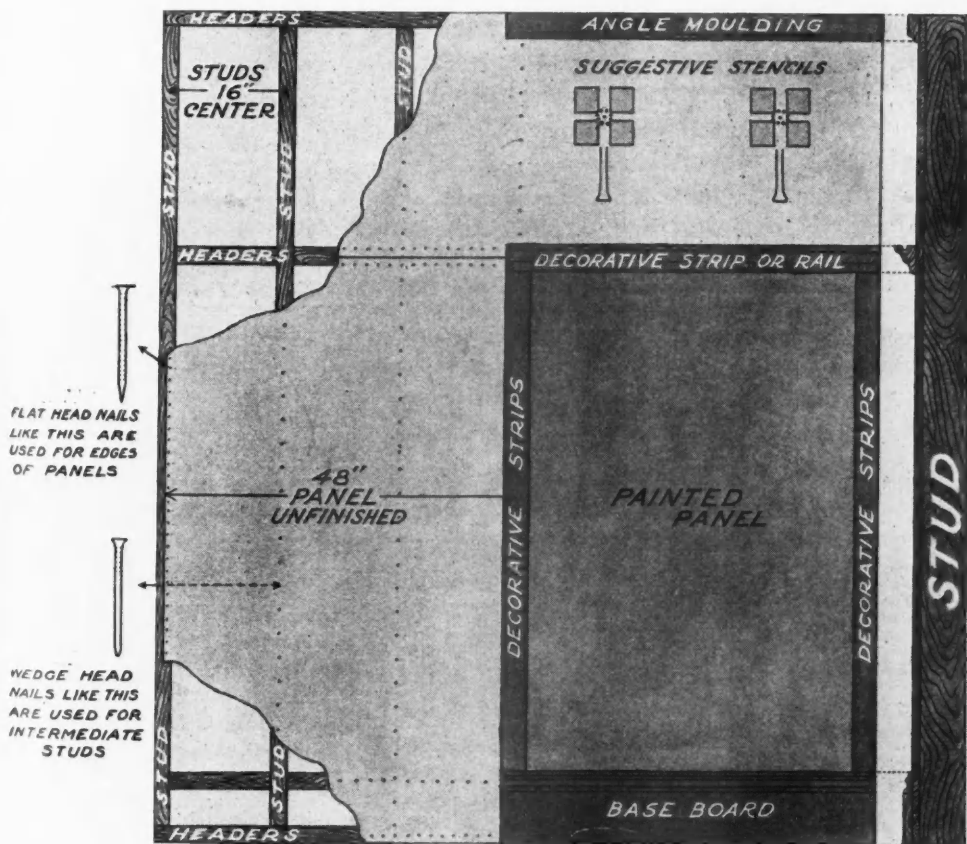 HEADERS
ANGLE MOULDING
STUDS
16"
CENTER
STUD
SUGGESTIVE STENCILS
STUD
STUD
HEADERS
DECORATIVE STRIP OR RAIL
FLAT HEAD NAILS
LIKE THIS ARE
USED FOR EDGES
OF PANELS
48"
PANEL
UNFINISHED
DECORATIVE STRIPS
PAINTED
PANEL
DECORATIVE STRIPS
STUD
WEDGE HEAD
NAILS LIKE THIS
ARE USED FOR
INTERMEDIATE
STUDS
STUD
STUD
HEADERS
BASE BOARD